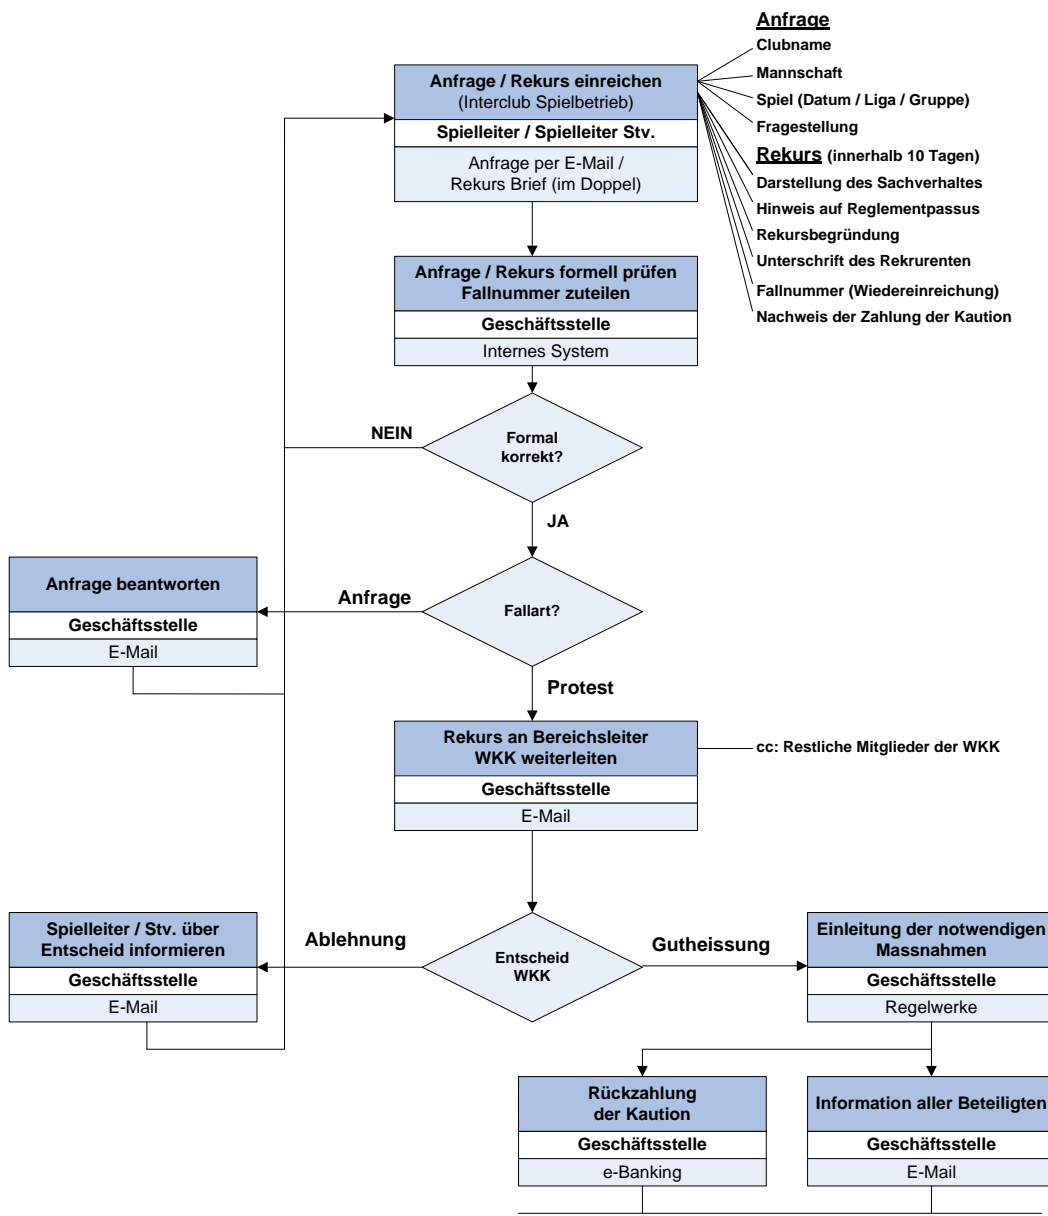 Anfrage
Clubname
Mannschaft
Spiel (Datum / Liga / Gruppe)
Fragestellung
Rekurs (innerhalb 10 Tagen)
Darstellung des Sachverhaltes
Hinweis auf Reglementpassus
Rekursbegründung
Unterschrift des Rekrurenten
Fallnummer (Wiedereinreichung)
Nachweis der Zahlung der Kaution
Anfrage / Rekurs einreichen
(Interclub Spielbetrieb)
Spielleiter / Spielleiter Stv.
Anfrage per E-Mail /
Rekurs Brief (im Doppel)
Anfrage / Rekurs formell prüfen
Fallnummer zuteilen
Geschäftsstelle
Internes System
NEIN
Formal
korrekt?
JA
Anfrage beantworten
Geschäftsstelle
E-Mail
Anfrage
Fallart?
Protest
Rekurs an Bereichsleiter
WKK weiterleiten
Geschäftsstelle
E-Mail
cc: Restliche Mitglieder der WKK
Spielleiter / Stv. über
Entscheid informieren
Geschäftsstelle
E-Mail
Ablehnung
Entscheid
WKK
Gutheissung
Einleitung der notwendigen
Massnahmen
Geschäftsstelle
Regelwerke
Rückzahlung
der Kaution
Geschäftsstelle
e-Banking
Information aller Beteiligten
Geschäftsstelle
E-Mail